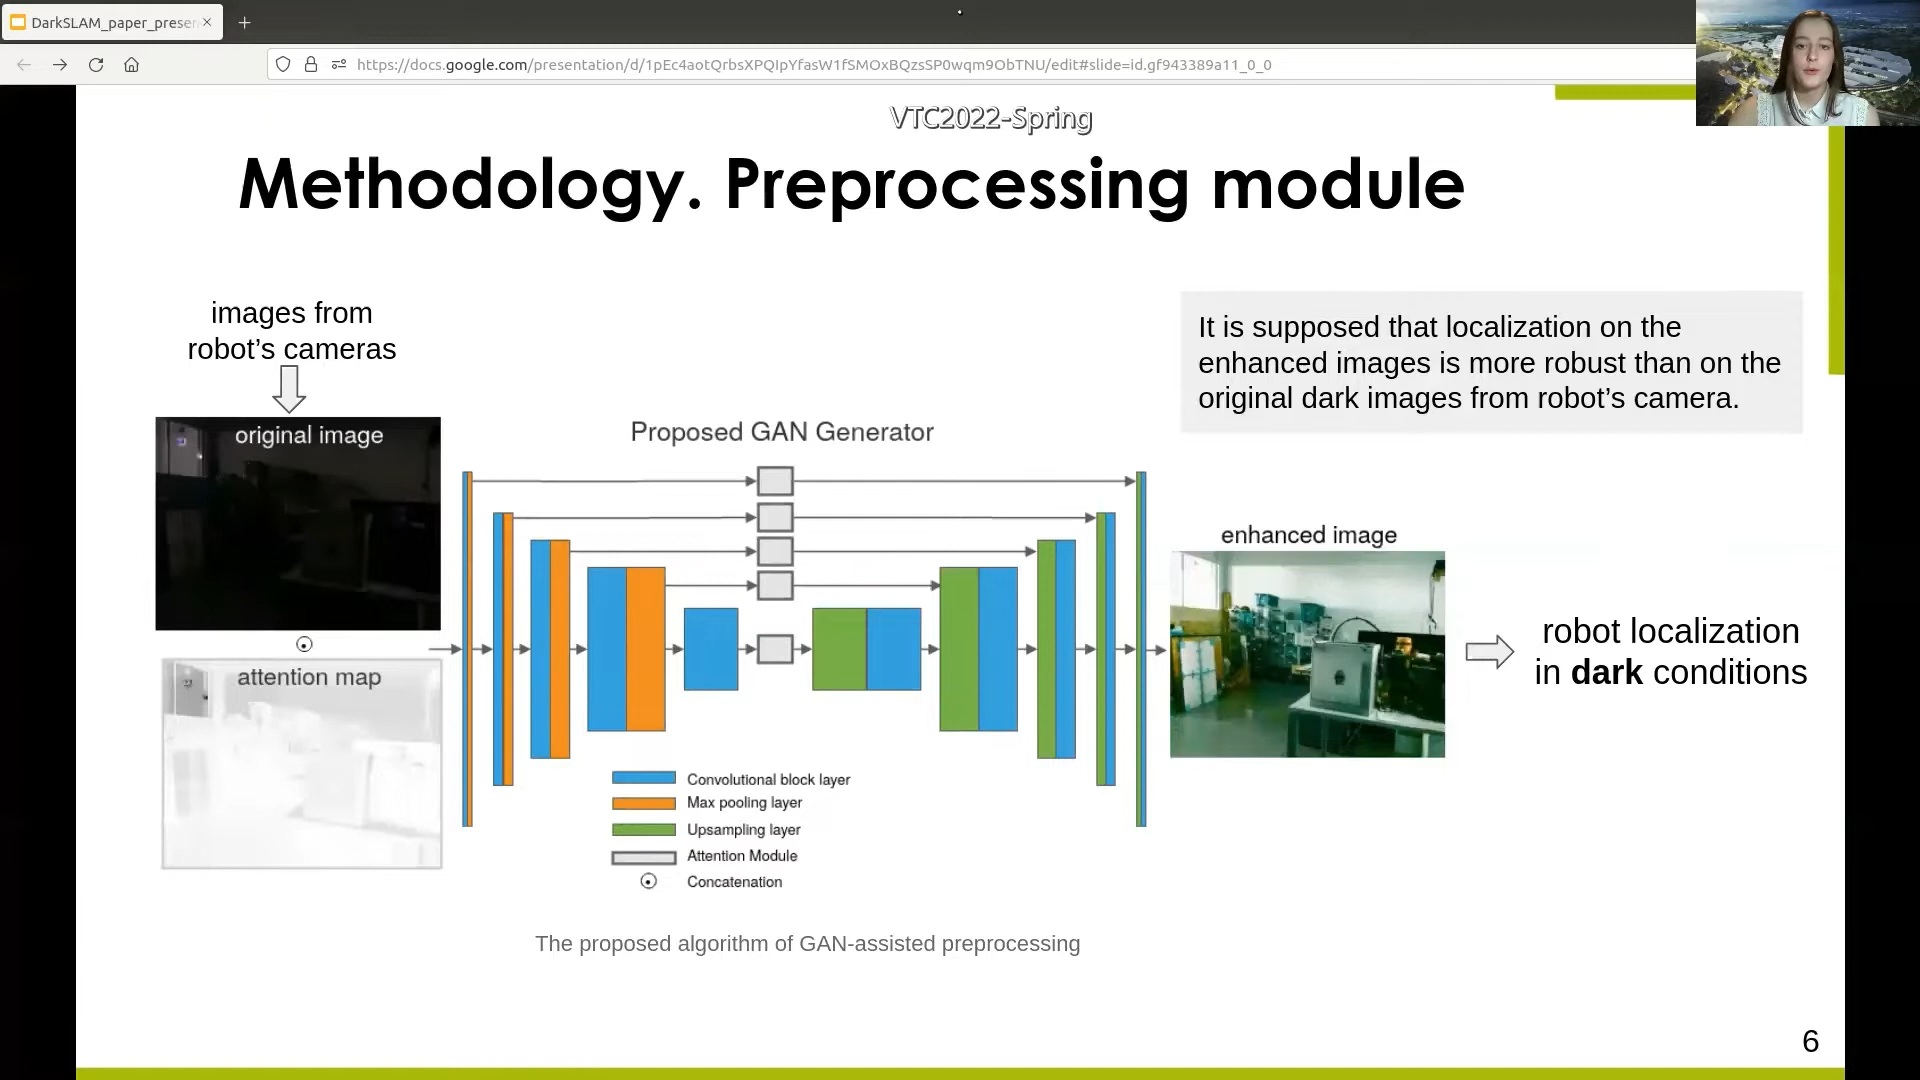 DarkSLAM_paper_presen
https://docs.google.com/presentation/d/1pEc4aotQrbsXPQIpYfasW1fSMOxBQzsSP0wqm9ObTNU/edit#slide=id.gf943389a11_0_0
VTC2022-Spring
Methodology. Preprocessing module
images from
robot’s cameras
It is supposed that localization on the
enhanced images is more robust than on the
original dark images from robot’s camera.
original image
Proposed GAN Generator
enhanced image
attention map
robot localization
in dark conditions
Convolutional block layer
Max pooling layer
Upsampling layer
Attention Module
Concatenation
The proposed algorithm of GAN-assisted preprocessing
6